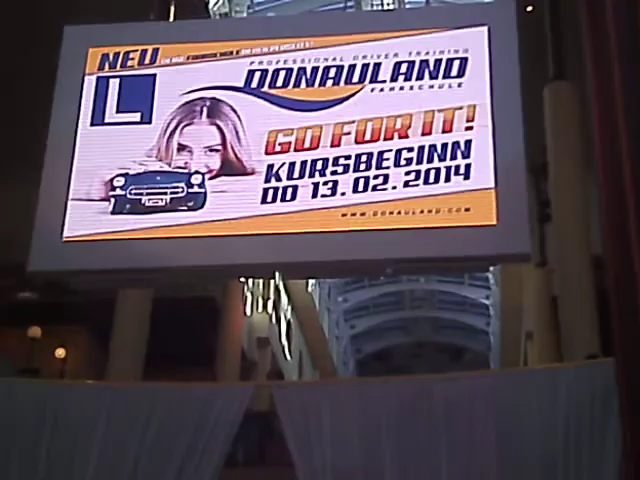 NEU
L
PROFESSIONAL DRIVER TRAINING
DONAULAND
FAHRSCHULE
GO FOR IT!
KURSBEGINN
DO 13.02.2014
WWW.DONAULAND.COM